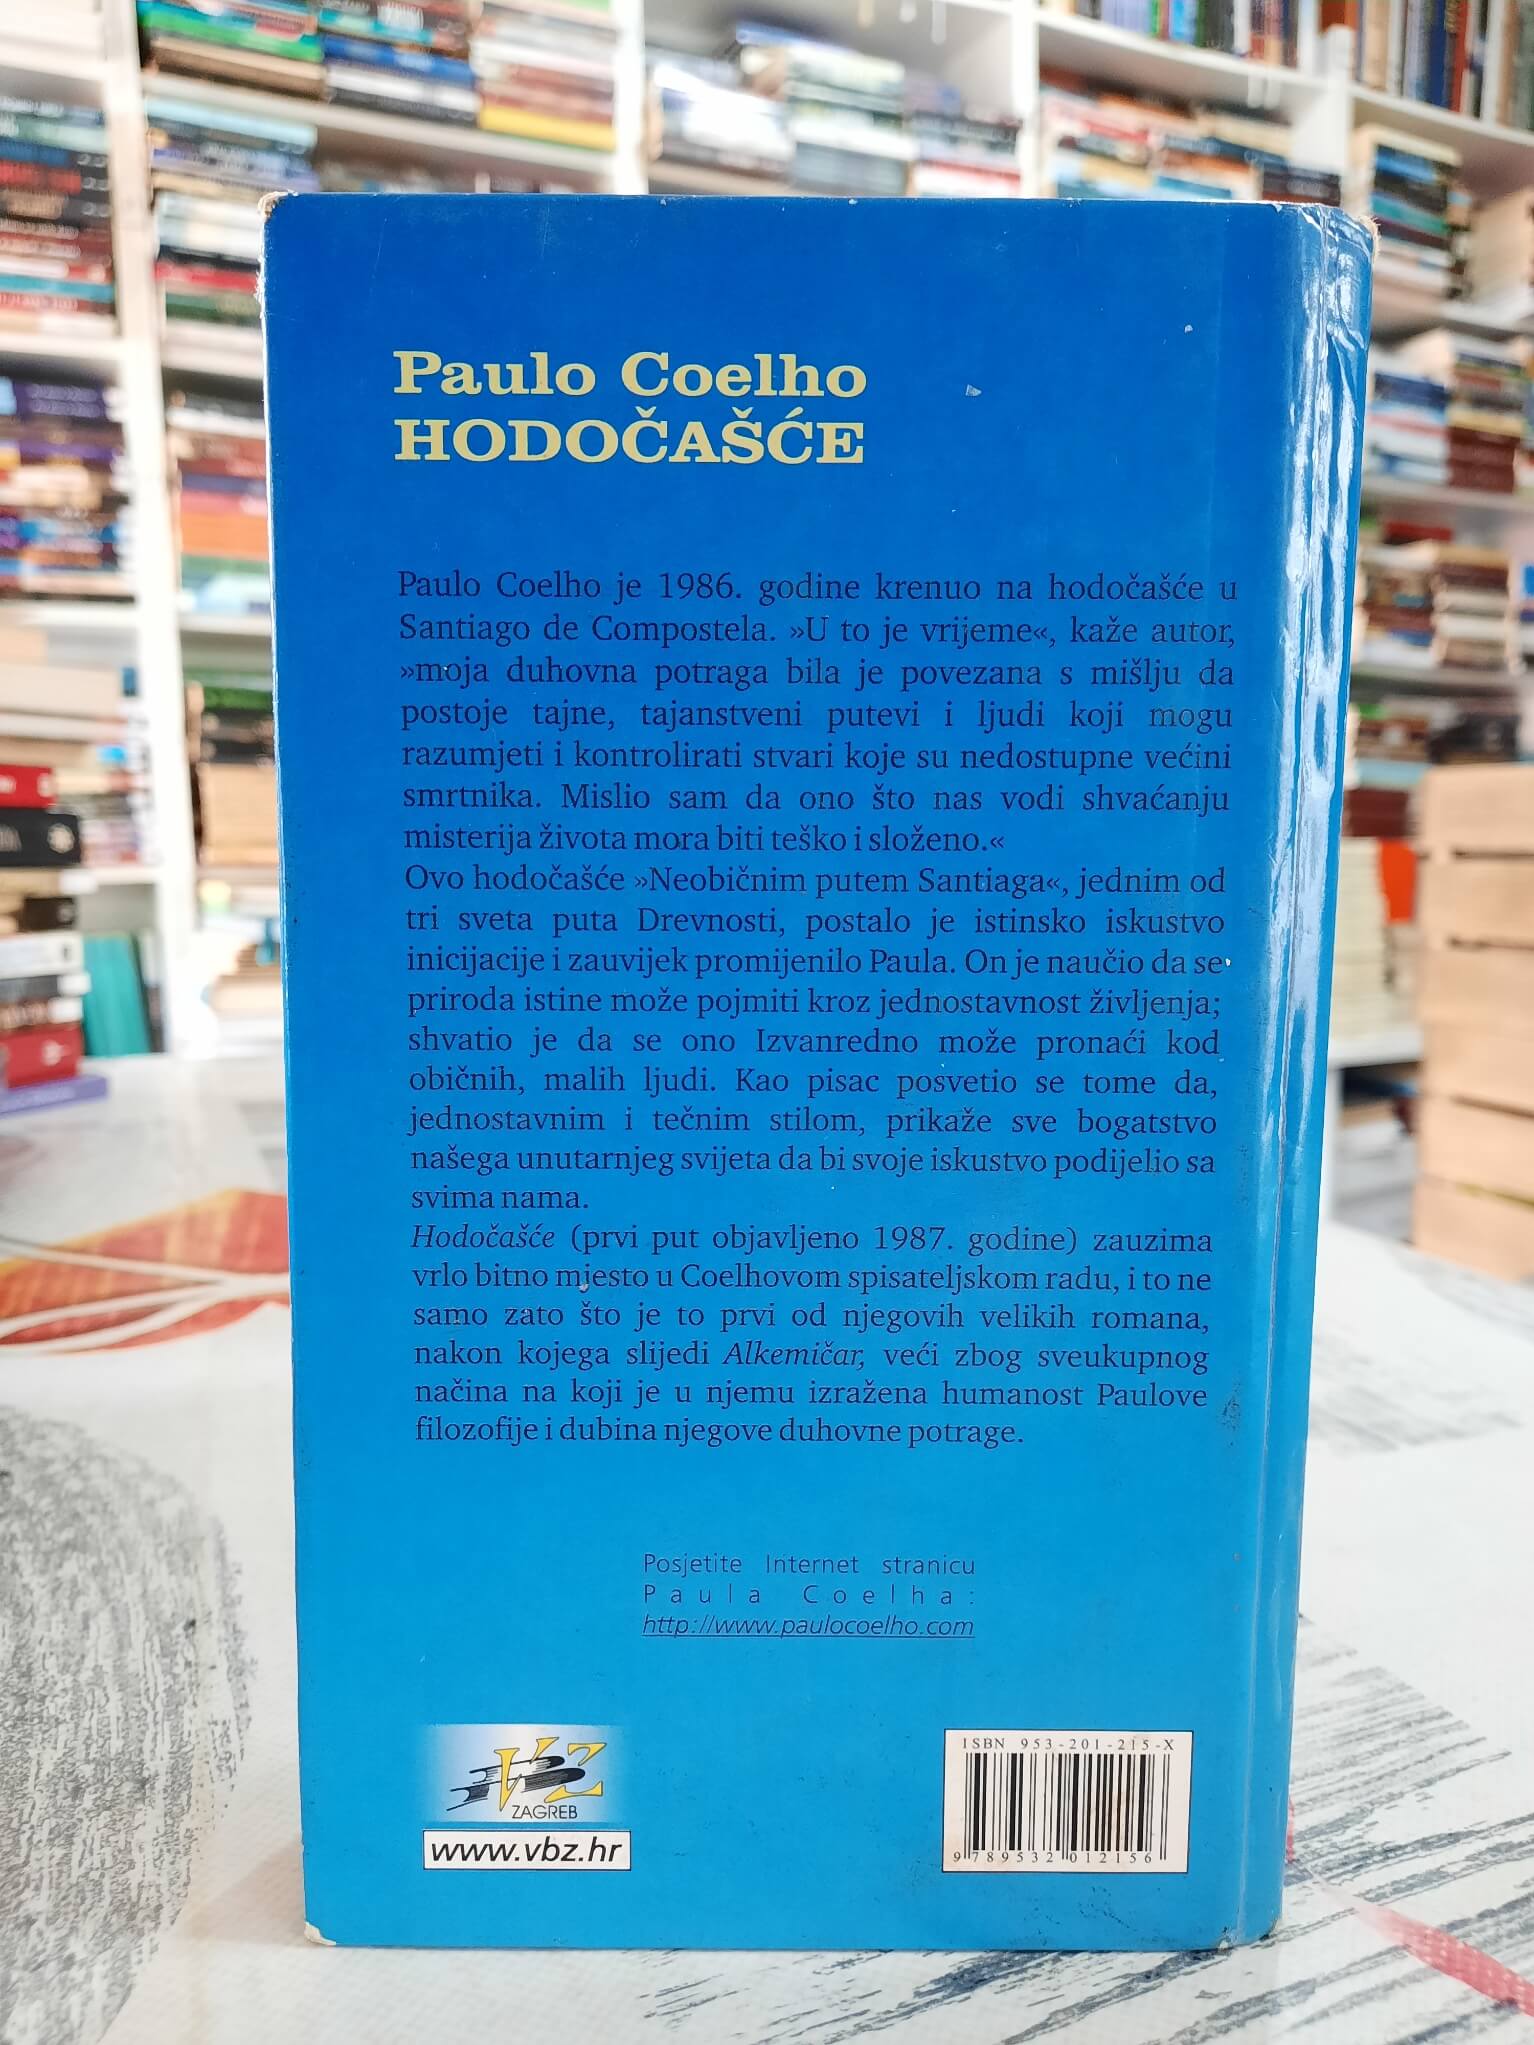 Paulo Coelho
HODOČAŠĆE
Paulo Coelho je 1986. godine krenuo na hodočašće u
Santiago de Compostela. »U to je vrijeme«, kaže autor,
»moja duhovna potraga bila je povezana s mišlju da
postoje tajne, tajanstveni putevi i ljudi koji mogu
razumjeti i kontrolirati stvari koje su nedostupne većini
smrtnika. Mislio sam da ono što nas vodi shvaćanju
misterija života mora biti teško i složeno.«
Ovo hodočašće »Neobičnim putem Santiaga«, jednim od
tri sveta puta Drevnosti, postalo je istinsko iskustvo
inicijacije i zauvijek promijenilo Paula. On je naučio da se
priroda istine može pojmiti kroz jednostavnost življenja;
shvatio je da se ono Izvanredno može pronaći kod
običnih, malih ljudi. Kao pisac posvetio se tome da,
jednostavnim i tečnim stilom, prikaže sve bogatstvo
našega unutarnjeg svijeta da bi svoje iskustvo podijelio sa
svima nama.
Hodočašće (prvi put objavljeno 1987. godine) zauzima
vrlo bitno mjesto u Coelhovom spisateljskom radu, i to ne
samo zato što je to prvi od njegovih velikih romana,
nakon kojega slijedi Alkemičar, veći zbog sveukupnog
načina na koji je u njemu izražena humanost Paulove
filozofije i dubina njegove duhovne potrage.
Posjetite Internet stranicu
Paula Coelha:
http://www.paulocoelho.com
VBZ
ZAGREB
www.vbz.hr
ISBN 953-201-215-X
9 789532 012156